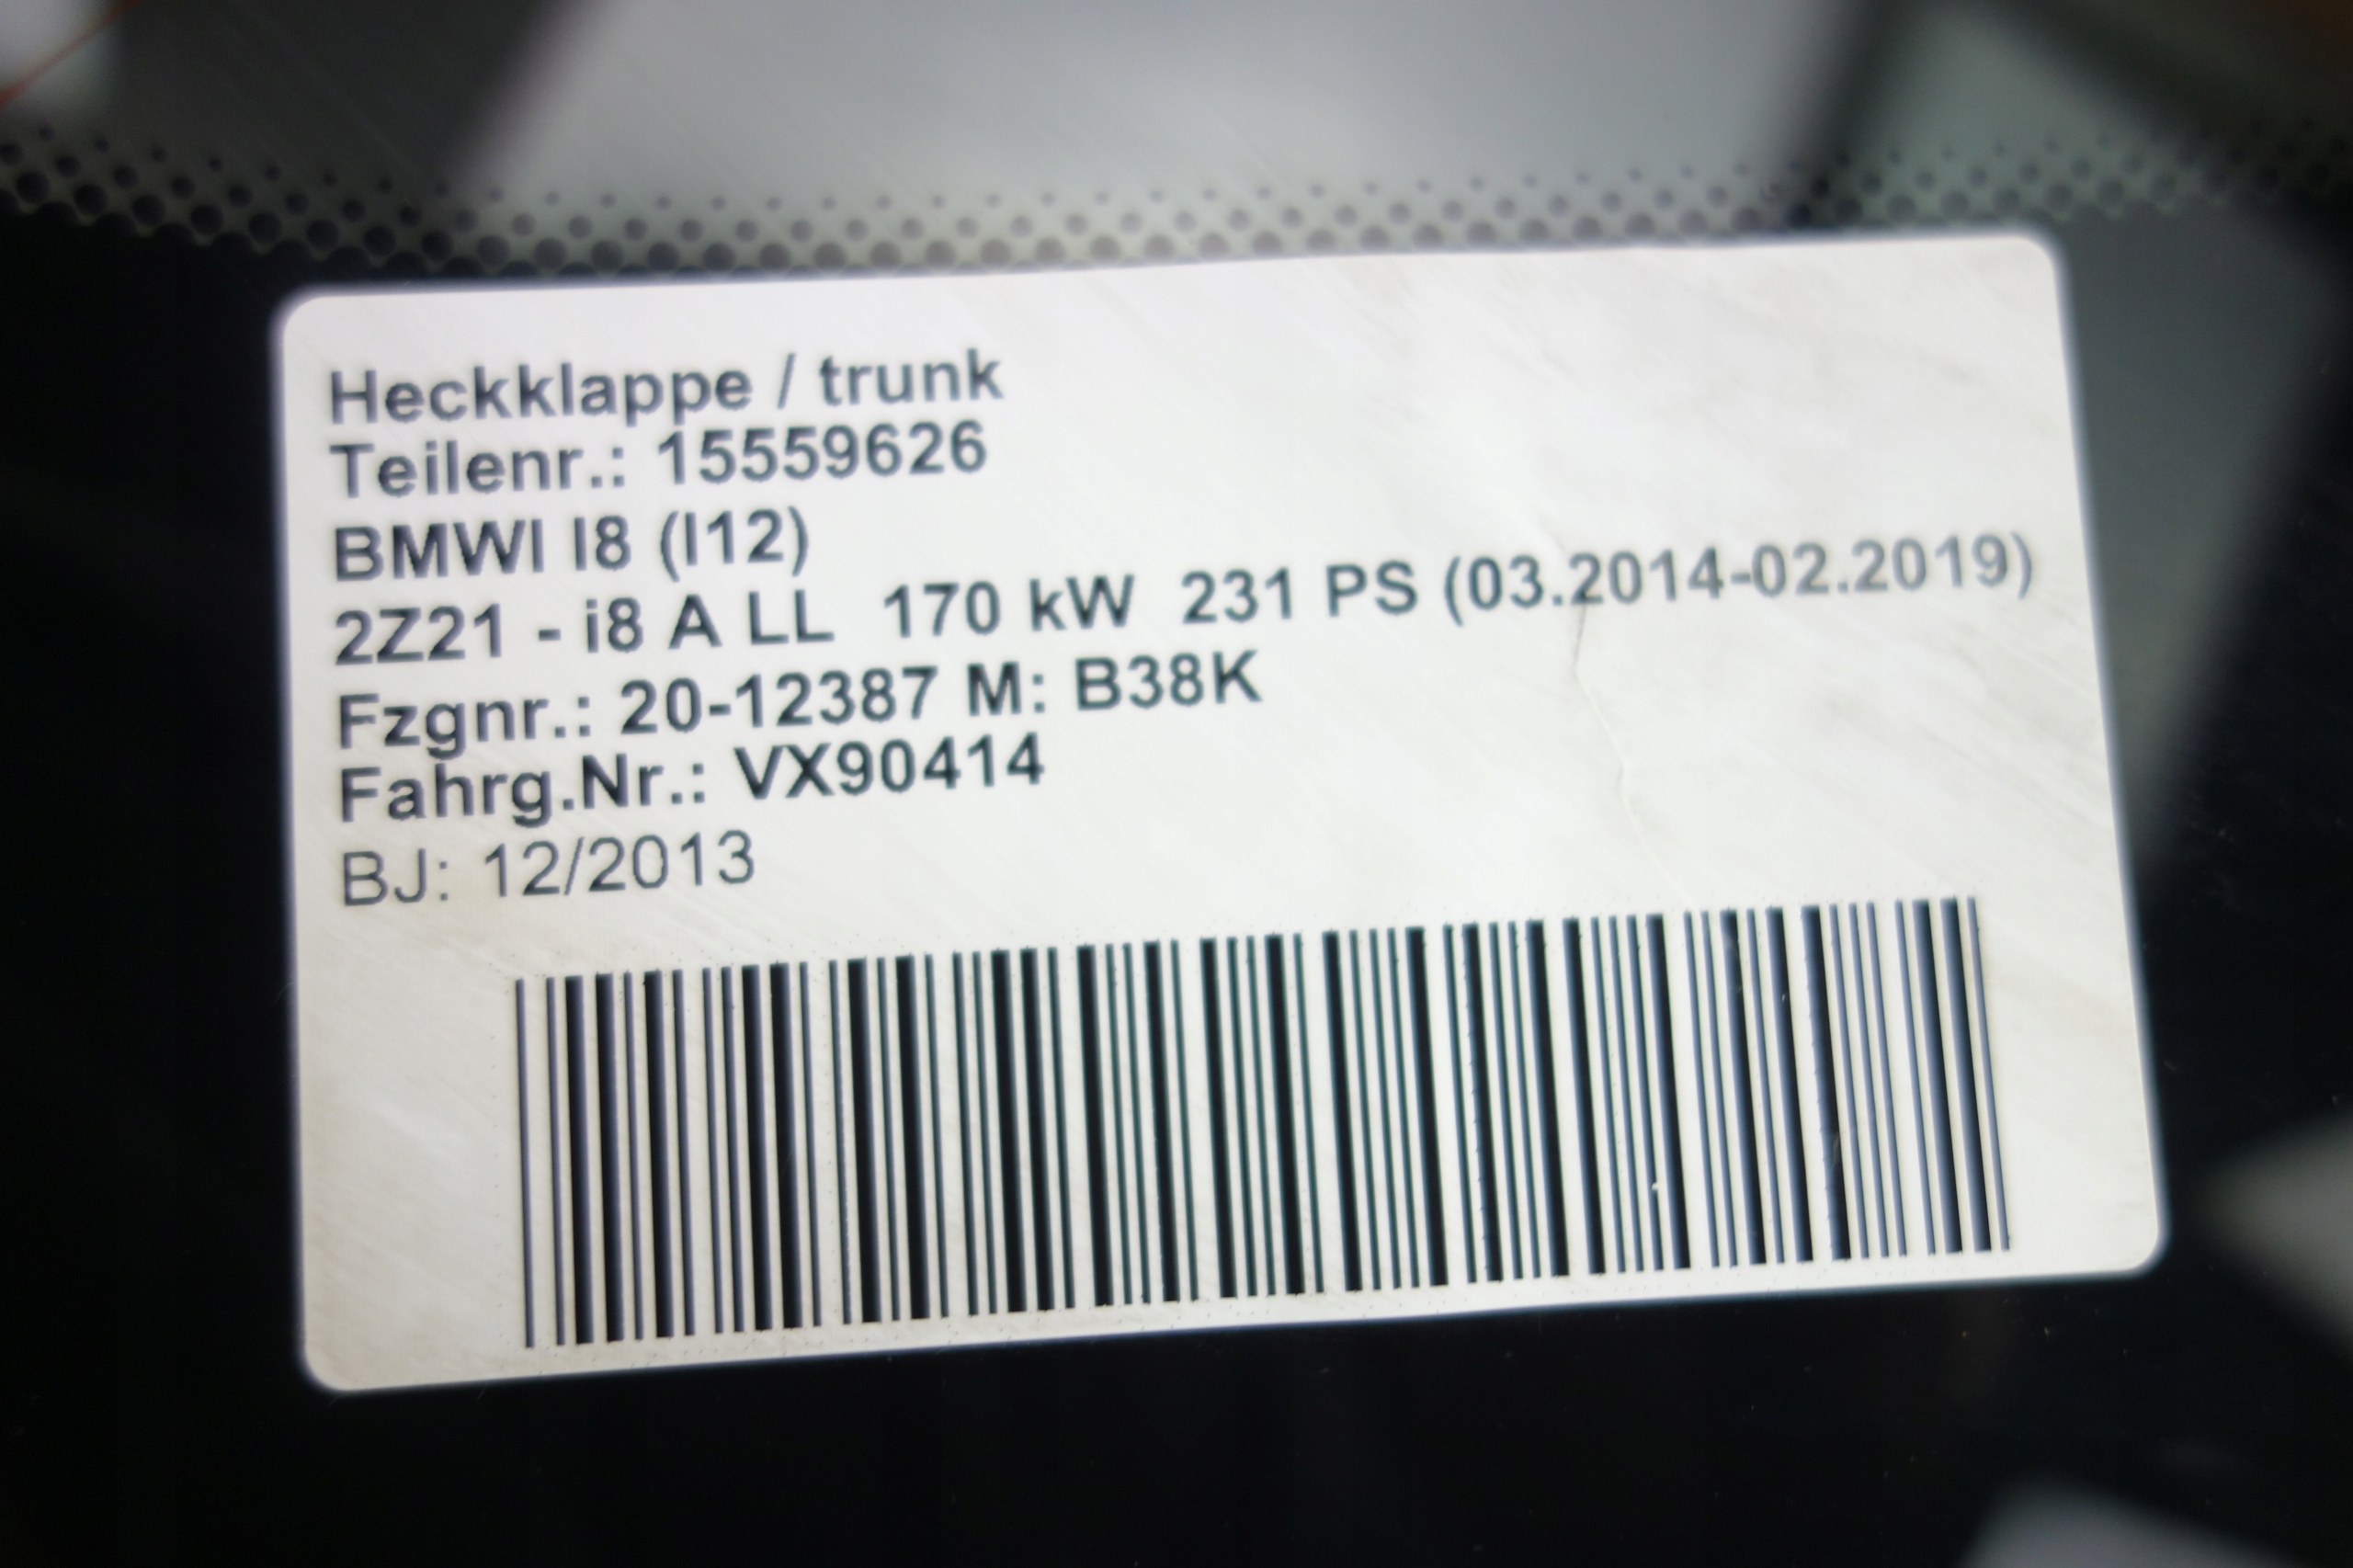 Heckklappe / trunk
Teilenr.: 15559626
BMWI I8 (I12)
2Z21 - i8 A LL  170 kW  231 PS (03.2014-02.2019)
Fzgnr.: 20-12387 M: B38K
Fahrg.Nr.: VX90414
BJ: 12/2013